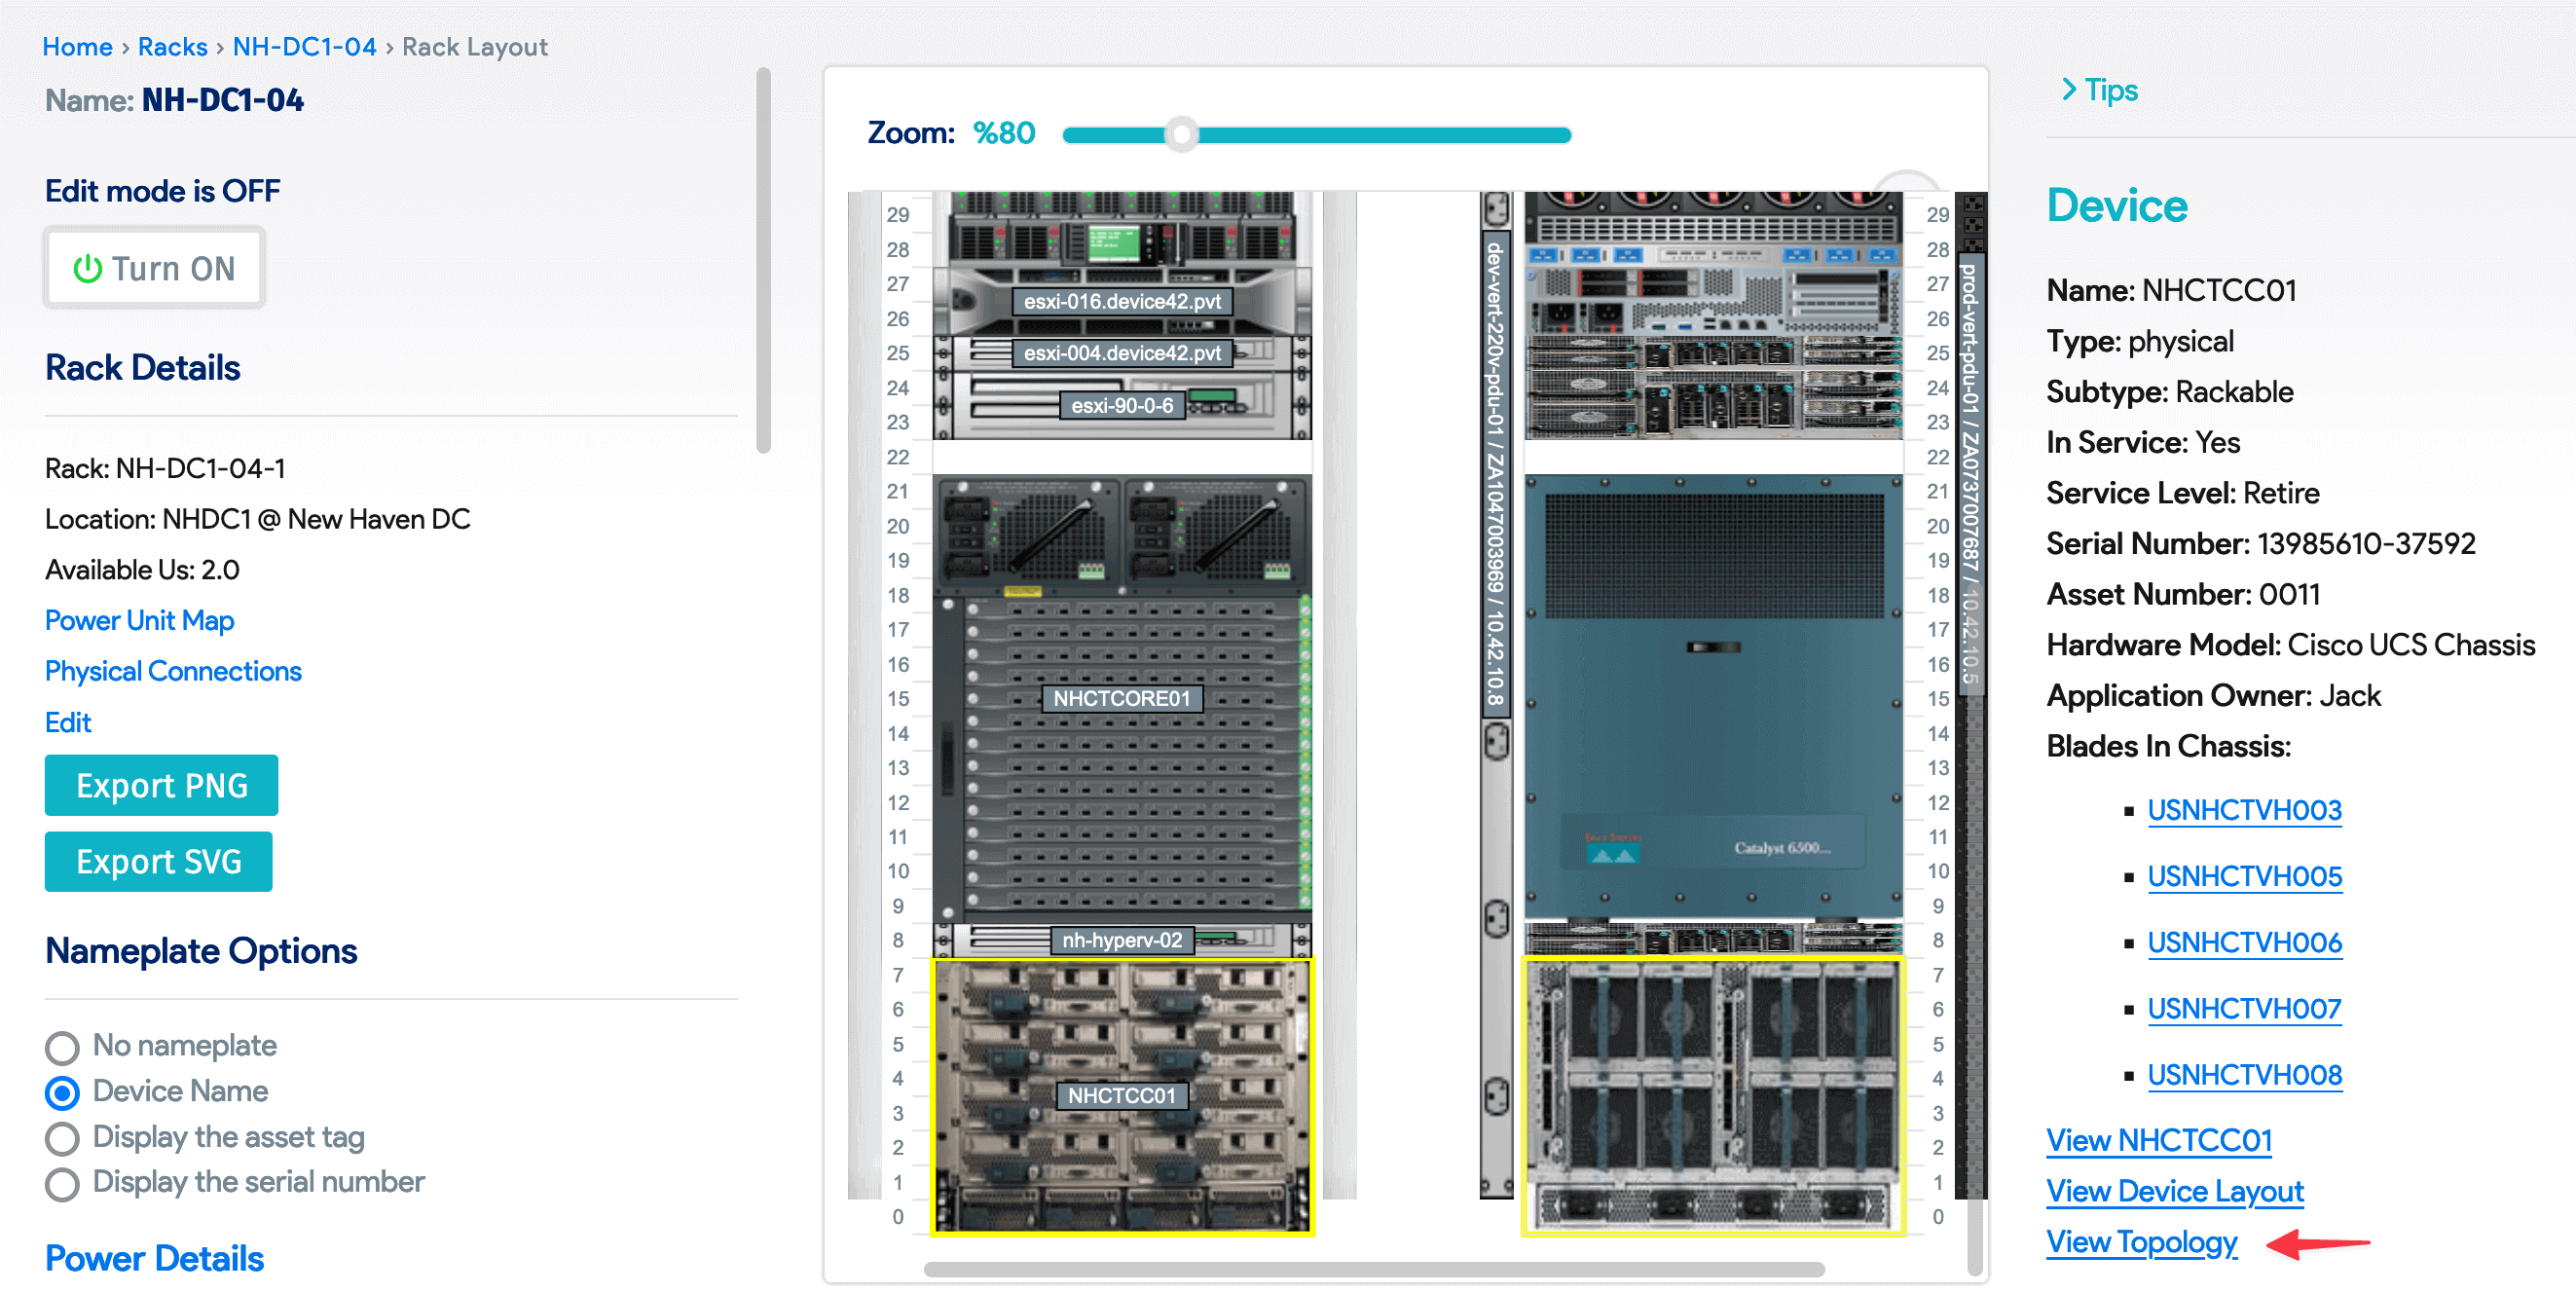 Home › Racks › NH-DC1-04 › Rack Layout
Name: NH-DC1-04
Edit mode is OFF
Turn ON
Rack Details
Rack: NH-DC1-04-1
Location: NHDC1 @ New Haven DC
Available Us: 2.0
Power Unit Map
Physical Connections
Edit
Export PNG
Export SVG
Nameplate Options
No nameplate
Device Name
Display the asset tag
Display the serial number
Power Details
Zoom: %80
29
28
27
26
25
24
23
22
21
20
19
18
17
16
15
14
13
12
11
10
9
8
7
6
5
4
3
2
1
0
esxi-016.device42.pvt
esxi-004.device42.pvt
esxi-90-0-6
NHCTCORE01
nh-hyperv-02
NHCTCC01
dev-vert-220v-pdu-01 / ZA1047003969 / 10.42.10.8
Catalyst 6500
29
28
27
26
25
24
23
22
21
20
19
18
17
16
15
14
13
12
11
10
9
8
7
6
5
4
3
2
1
0
prod-vert-pdu-01 / ZA0737007687 / 10.42.10.5
> Tips
Device
Name: NHCTCC01
Type: physical
Subtype: Rackable
In Service: Yes
Service Level: Retire
Serial Number: 13985610-37592
Asset Number: 0011
Hardware Model: Cisco UCS Chassis
Application Owner: Jack
Blades In Chassis:
▪ USNHCTVH003
▪ USNHCTVH005
▪ USNHCTVH006
▪ USNHCTVH007
▪ USNHCTVH008
View NHCTCC01
View Device Layout
View Topology